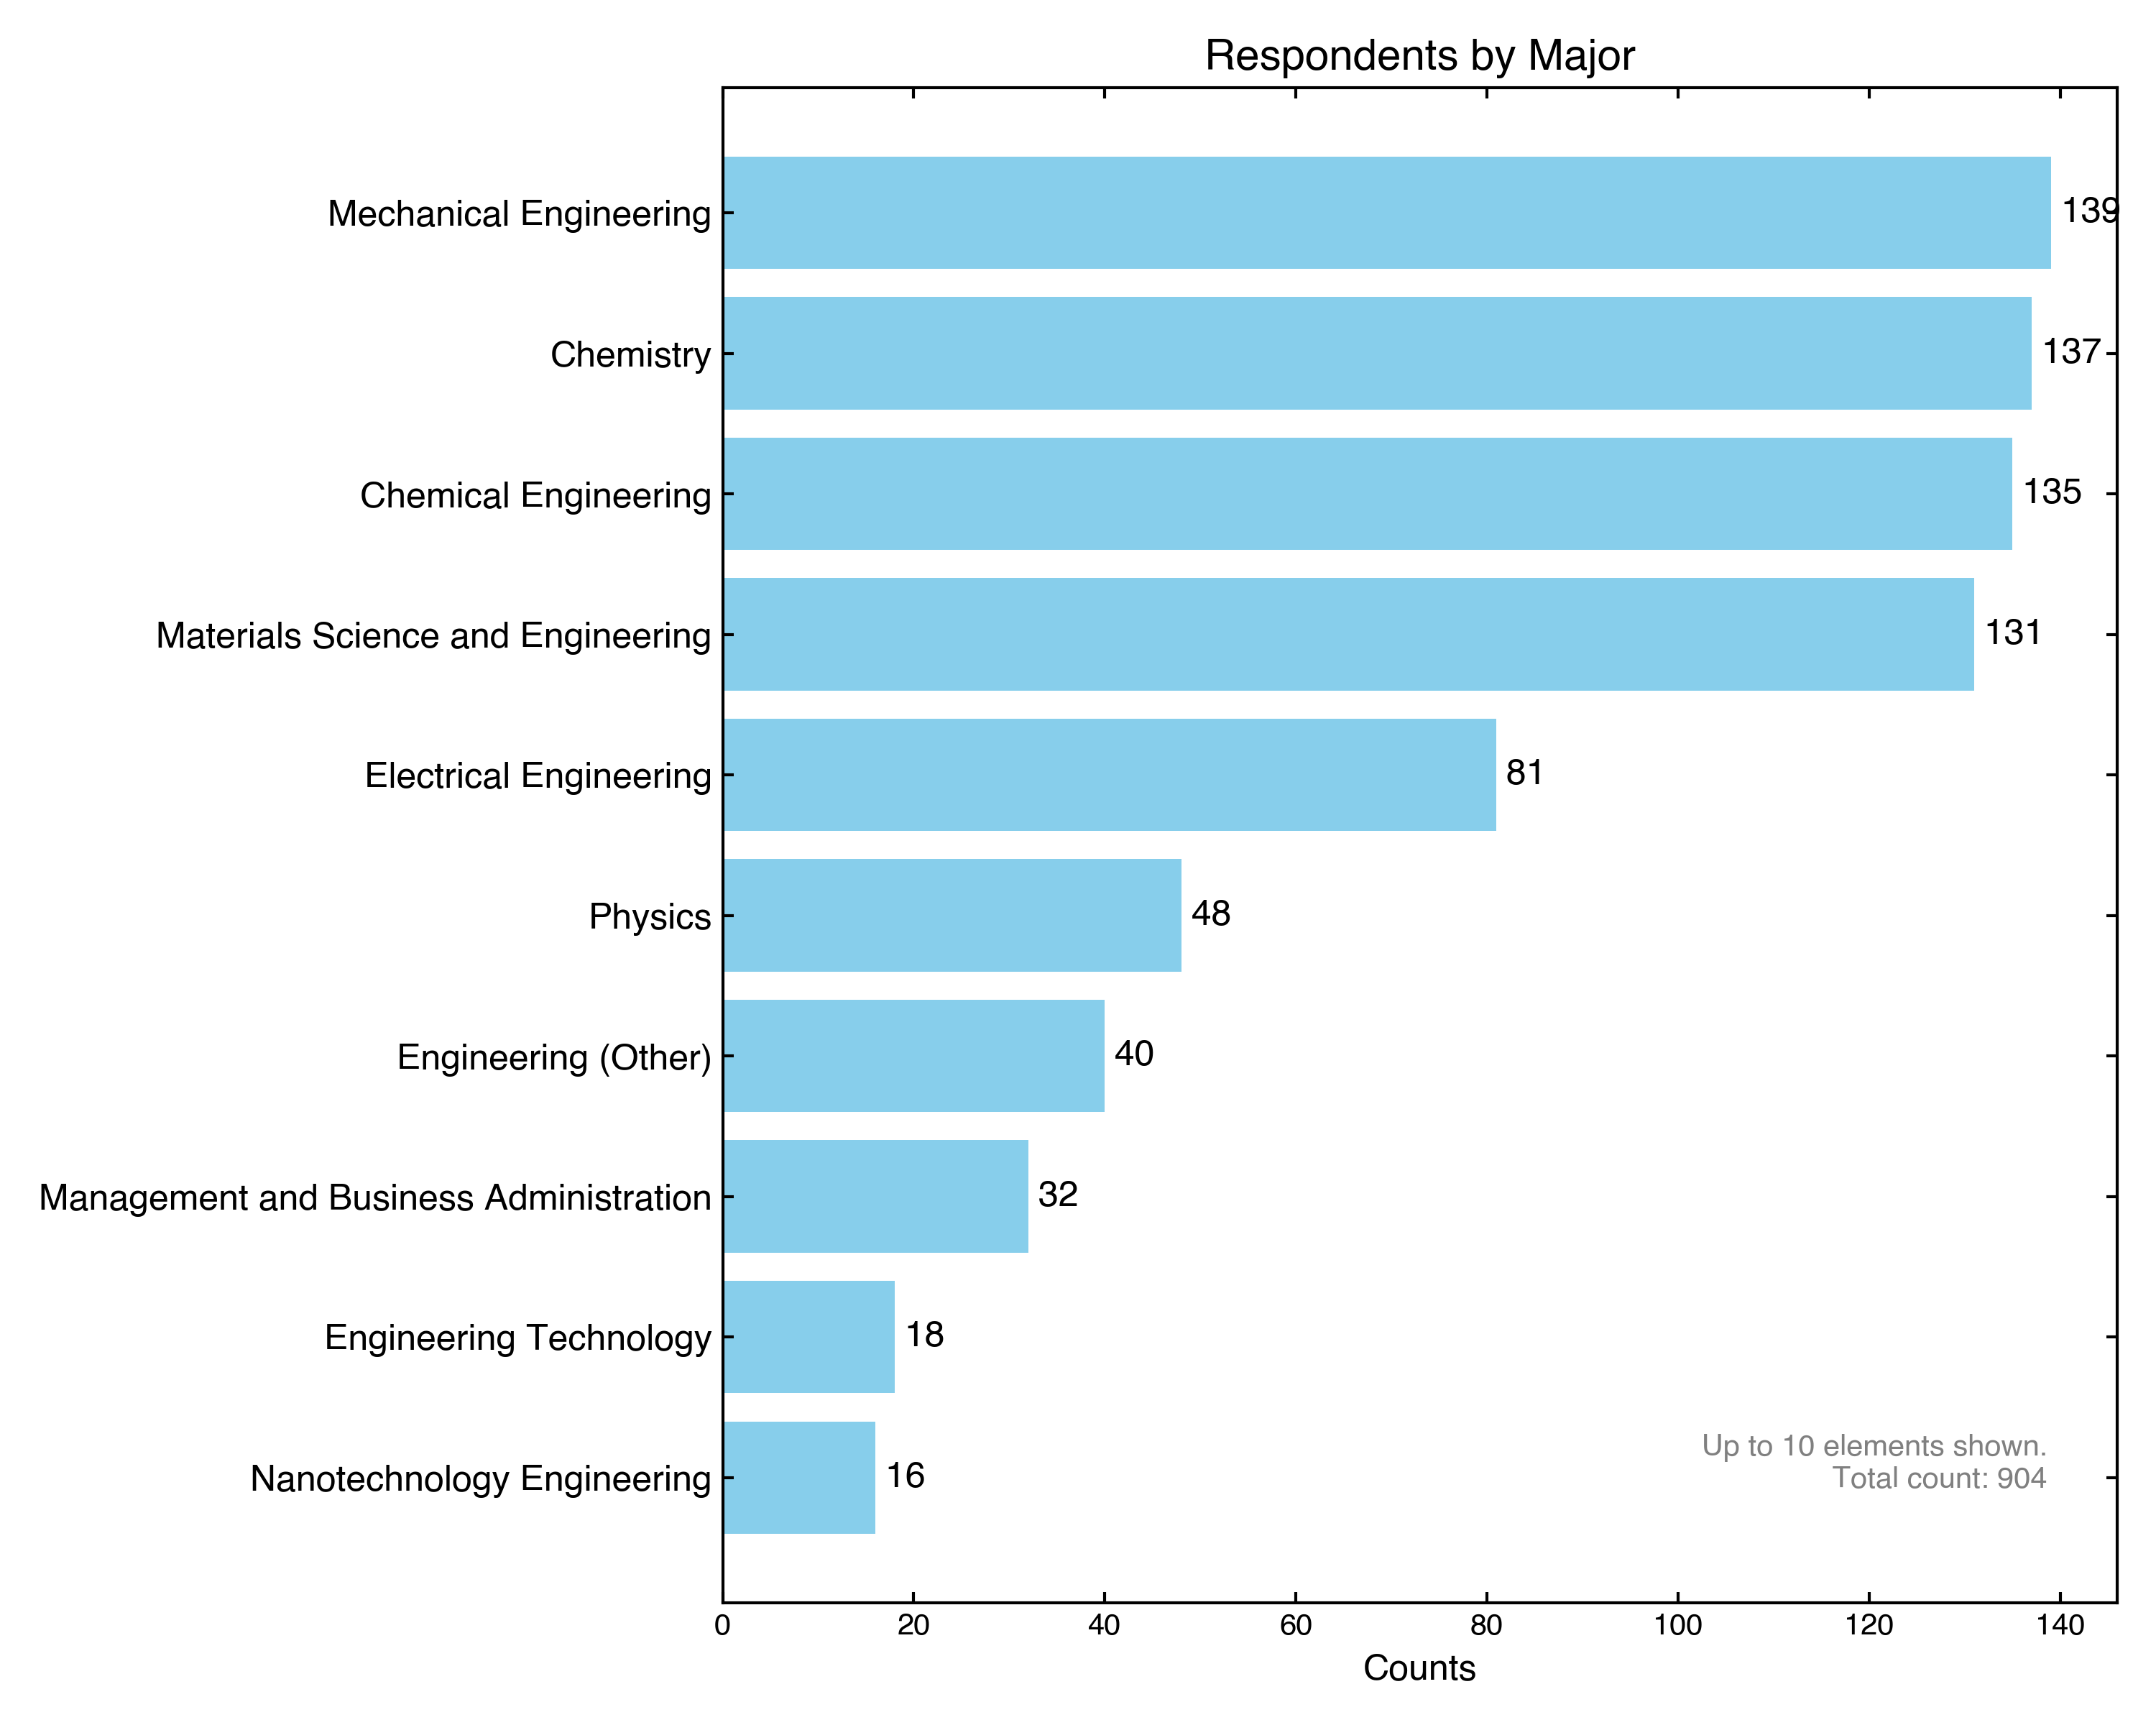 Respondents by Major
Mechanical Engineering 139
Chemistry 137
Chemical Engineering 135
Materials Science and Engineering 131
Electrical Engineering 81
Physics 48
Engineering (Other) 40
Management and Business Administration 32
Engineering Technology 18
Nanotechnology Engineering 16
Up to 10 elements shown.
Total count: 904
0 20 40 60 80 100 120 140
Counts